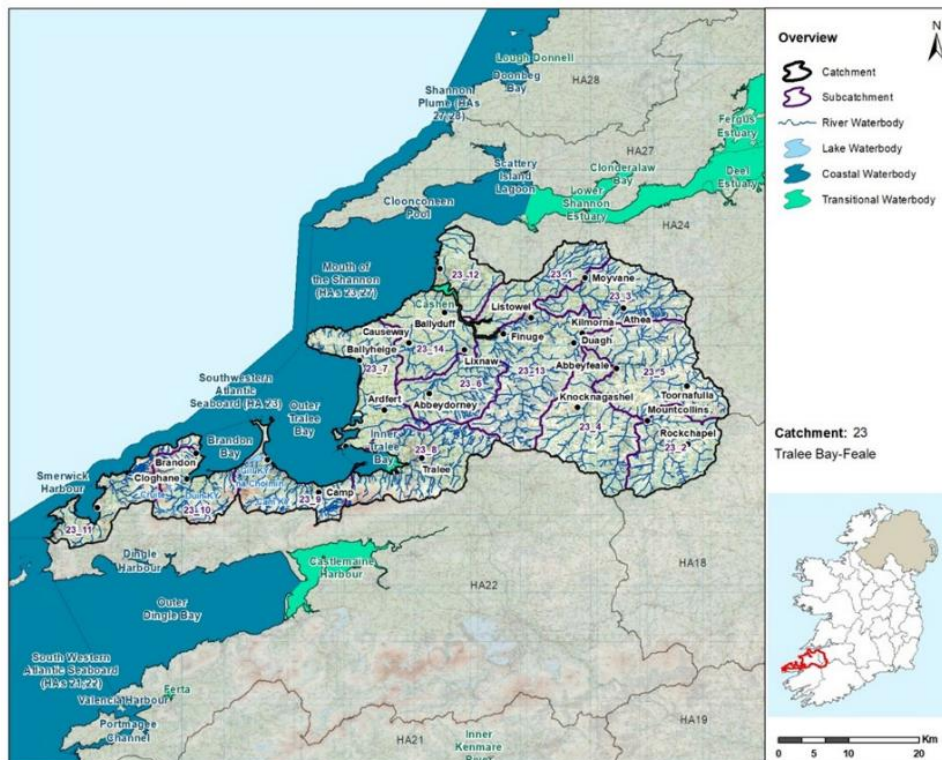 Lough Donnell
Doonbeg
Bay
HA28
Shannon
Plume (HAs
27;28)
Fergus
Estuary
HA27
Scattery
Island
Lagoon
Clonderalaw
Bay
Deel
Estuary
Cloonconeen
Pool
Lower
Shannon
Estuary
HA24
Mouth of
the Shannon
(HAs 23;27)
23_12
23_1
Moyvane
23_3
Cashen
Listowel
Athea
Ballyduff
Kilmorna
Causeway
Finuge
Duagh
23_14
Ballyheige
Lixnaw
Abbeyfeale
23_7
23_13
23_5
23_6
Southwestern
Atlantic
Seaboard (HA 23)
Outer
Tralee
Bay
Ardfert
Abbeydorney
Knocknagashel
Toornafulla
Mountcollins
23_4
Rockchapel
23_2
Brandon
Bay
Inner
Tralee
Bay
23_8
Tralee
Smerwick
Harbour
Brandon
Cloghane
23_9
Camp
23_10
23_11
Dingle
Harbour
Castlemaine
Harbour
HA22
HA18
Outer
Dingle Bay
South Western
Atlantic Seaboard
(HAs 21;22)
Valencia Harbour
Ferta
Portmagee
Channel
HA21
Inner
Kenmare
River
HA19
N
Overview
Catchment
Subcatchment
River Waterbody
Lake Waterbody
Coastal Waterbody
Transitional Waterbody
Catchment: 23
Tralee Bay-Feale
Km
0 5 10 20